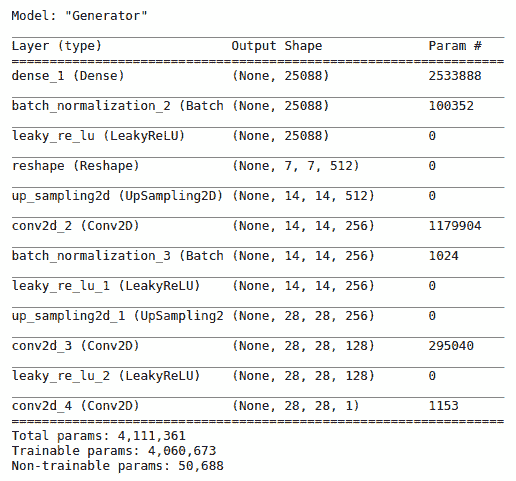 Model: "Generator"
Layer (type) Output Shape Param #
dense_1 (Dense) (None, 25088) 2533888
batch_normalization_2 (Batch (None, 25088) 100352
leaky_re_lu (LeakyReLU) (None, 25088) 0
reshape (Reshape) (None, 7, 7, 512) 0
up_sampling2d (UpSampling2D) (None, 14, 14, 512) 0
conv2d_2 (Conv2D) (None, 14, 14, 256) 1179904
batch_normalization_3 (Batch (None, 14, 14, 256) 1024
leaky_re_lu_1 (LeakyReLU) (None, 14, 14, 256) 0
up_sampling2d_1 (UpSampling2 (None, 28, 28, 256) 0
conv2d_3 (Conv2D) (None, 28, 28, 128) 295040
leaky_re_lu_2 (LeakyReLU) (None, 28, 28, 128) 0
conv2d_4 (Conv2D) (None, 28, 28, 1) 1153
Total params: 4,111,361
Trainable params: 4,060,673
Non-trainable params: 50,688